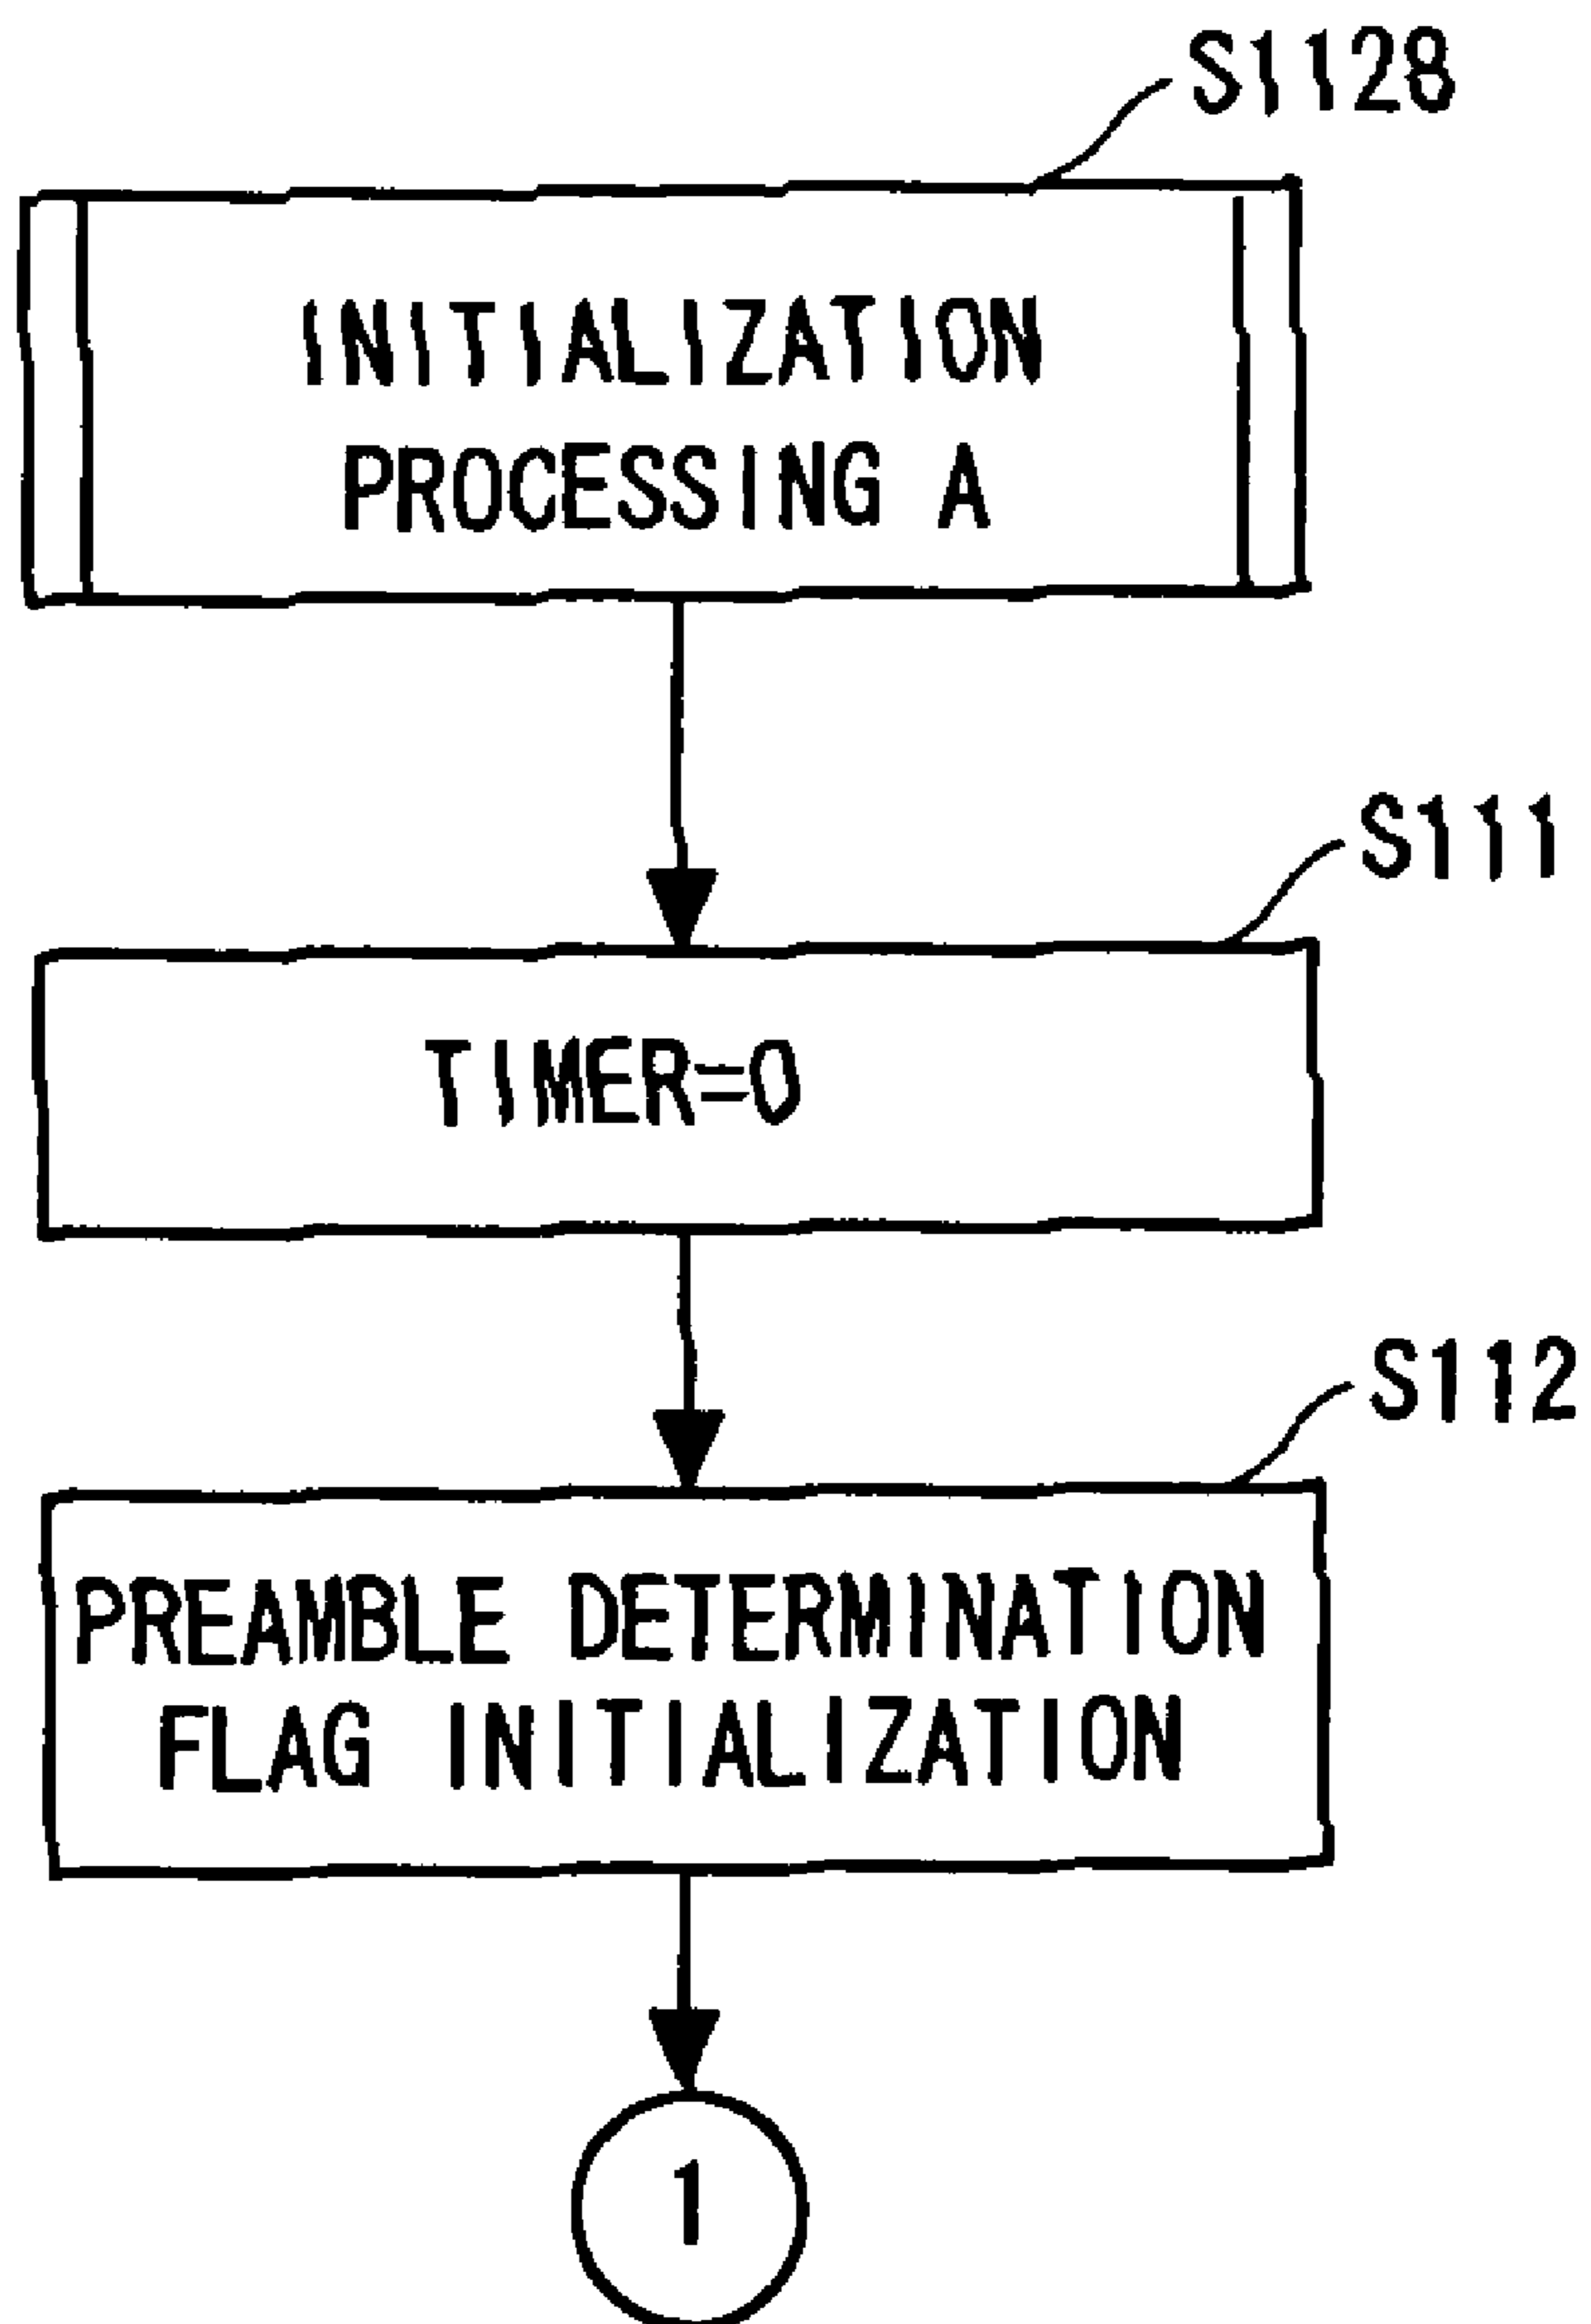 S1128
INITIALIZATION
PROCESSING A
S111
TIMER=0
S112
PREAMBLE DETERMINATION
FLAG INITIALIZATION
1